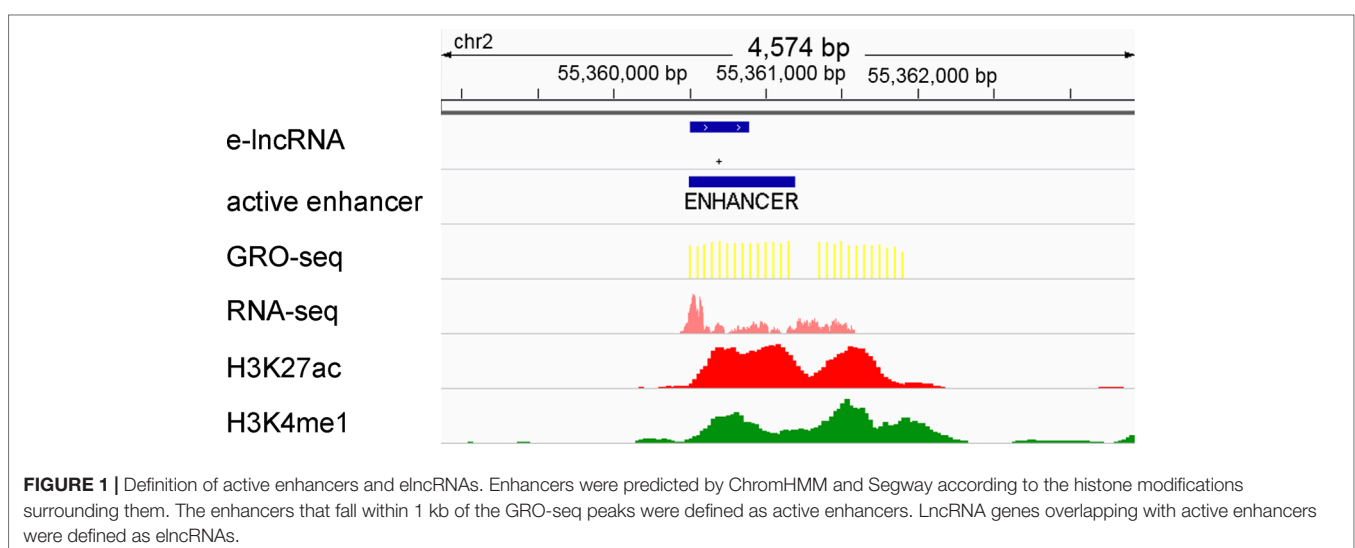 chr2
4,574 bp
55,360,000 bp 55,361,000 bp 55,362,000 bp
e-lncRNA
+
active enhancer
ENHANCER
GRO-seq
RNA-seq
H3K27ac
H3K4me1
FIGURE 1 | Definition of active enhancers and elncRNAs. Enhancers were predicted by ChromHMM and Segway according to the histone modifications
surrounding them. The enhancers that fall within 1 kb of the GRO-seq peaks were defined as active enhancers. LncRNA genes overlapping with active enhancers
were defined as elncRNAs.